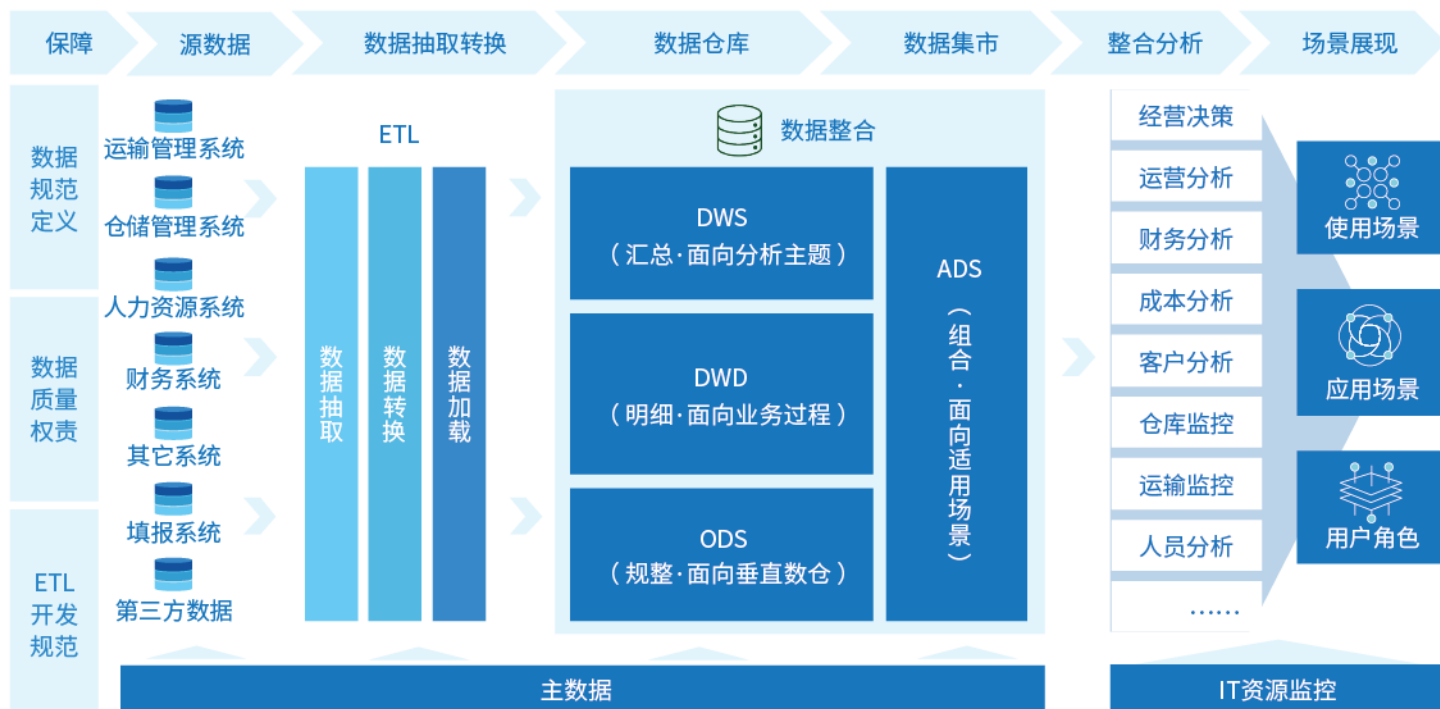 保障
源数据
数据抽取转换
数据仓库
数据集市
整合分析
场景展现
数据
规范
定义
数据
质量
权责
ETL
开发
规范
运输管理系统
仓储管理系统
人力资源系统
财务系统
其它系统
填报系统
第三方数据
ETL
数据抽取
数据转换
数据加载
数据整合
DWS
（汇总·面向分析主题）
DWD
（明细·面向业务过程）
ODS
（规整·面向垂直数仓）
ADS
（组合·面向适用场景）
经营决策
运营分析
财务分析
成本分析
客户分析
仓库监控
运输监控
人员分析
……
使用场景
应用场景
用户角色
主数据
IT资源监控